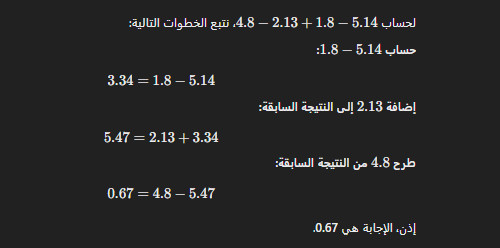 لحساب 4.8 − 2.13 + 1.8 − 5.14، نتبع الخطوات التالية:
حساب 1.8 − 5.14:
3.34 = 1.8 − 5.14
إضافة 2.13 إلى النتيجة السابقة:
5.47 = 2.13 + 3.34
طرح 4.8 من النتيجة السابقة:
0.67 = 4.8 − 5.47
إذن، الإجابة هي 0.67.